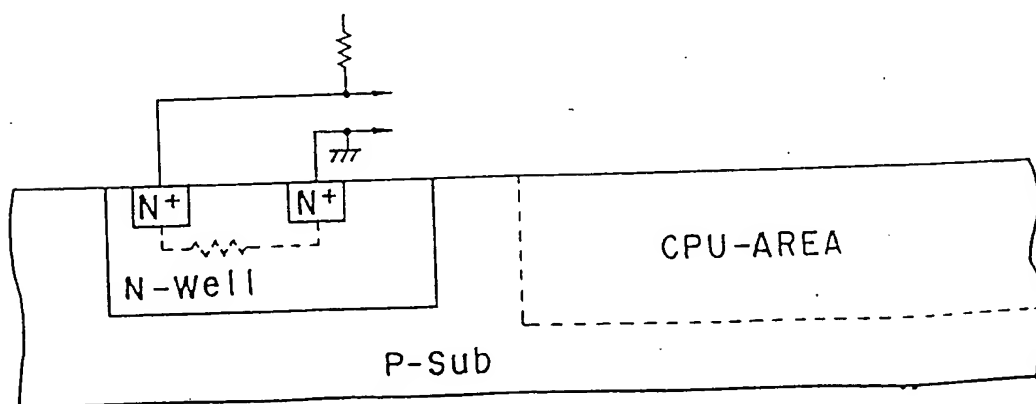 N+
N+
CPU-AREA
N-Well
P-Sub